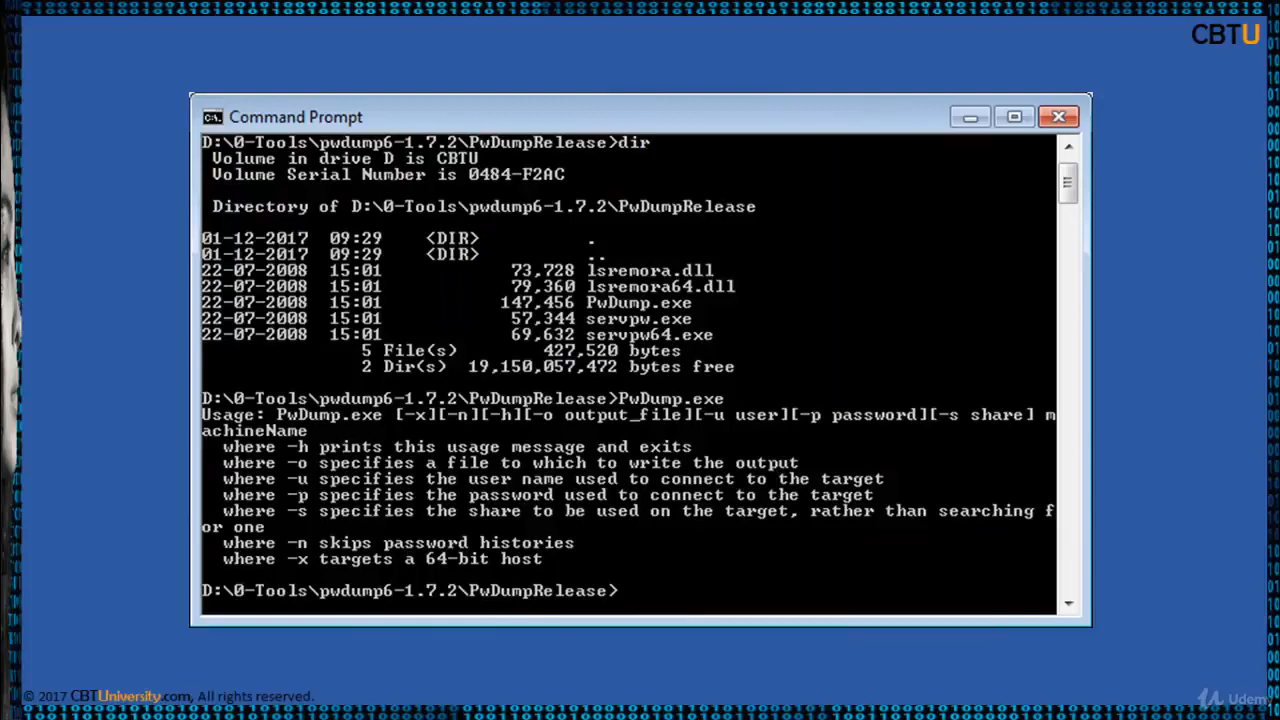 CBTU
Command Prompt
D:\0-Tools\pwdump6-1.7.2\PwDumpRelease>dir
Volume in drive D is CBTU
Volume Serial Number is 0484-F2AC
Directory of D:\0-Tools\pwdump6-1.7.2\PwDumpRelease
01-12-2017  09:29    <DIR>          .
01-12-2017  09:29    <DIR>          ..
22-07-2008  15:01            73,728 lsremora.dll
22-07-2008  15:01            79,360 lsremora64.dll
22-07-2008  15:01           147,456 PwDump.exe
22-07-2008  15:01            57,344 servpw.exe
22-07-2008  15:01            69,632 servpw64.exe
5 File(s)        427,520 bytes
2 Dir(s)  19,150,057,472 bytes free
D:\0-Tools\pwdump6-1.7.2\PwDumpRelease>PwDump.exe
Usage: PwDump.exe [-x][-n][-h][-o output_file][-u user][-p password][-s share] m
achineName
where -h prints this usage message and exits
where -o specifies a file to which to write the output
where -u specifies the user name used to connect to the target
where -p specifies the password used to connect to the target
where -s specifies the share to be used on the target, rather than searching f
or one
where -n skips password histories
where -x targets a 64-bit host
D:\0-Tools\pwdump6-1.7.2\PwDumpRelease>
© 2017 CBTUniversity.com, All rights reserved.
Udemy